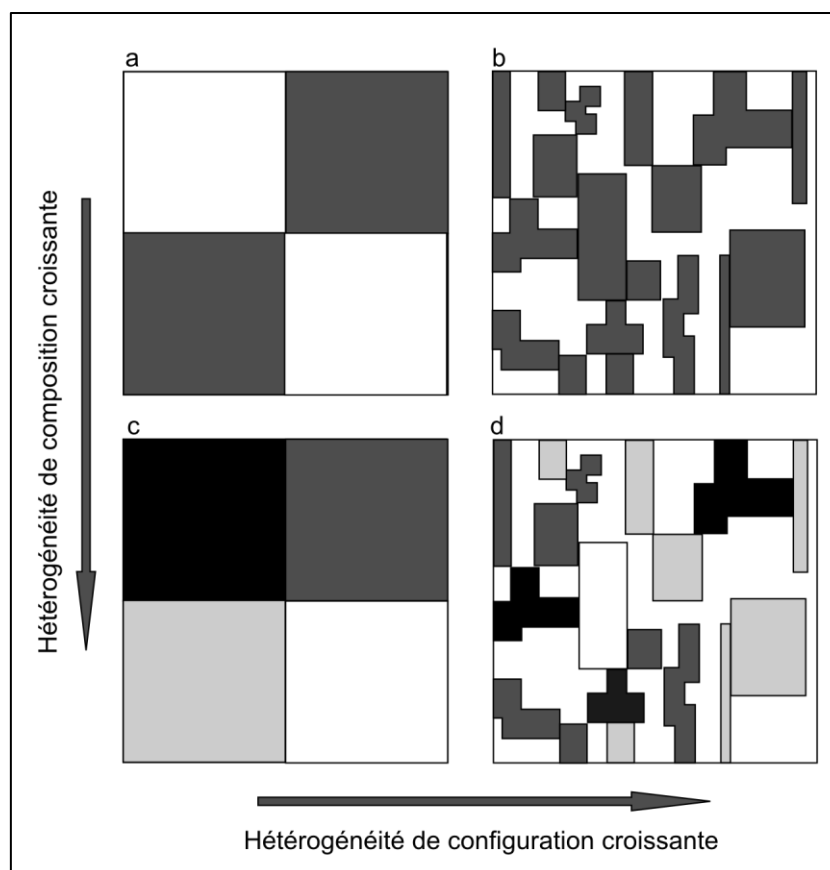 a
b
Hétérogénéité de composition croissante
c
d
Hétérogénéité de configuration croissante